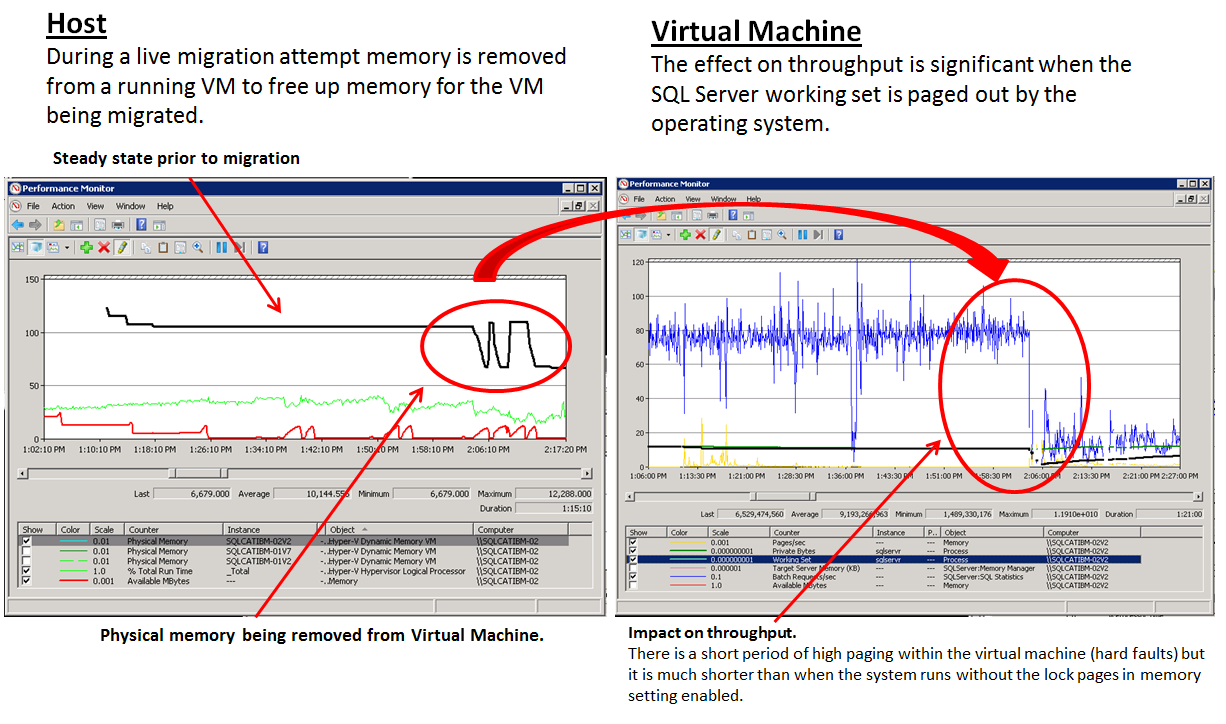 Host
During a live migration attempt memory is removed
from a running VM to free up memory for the VM
being migrated.
Steady state prior to migration
Performance Monitor
File Action View Window Help
150
100
50
0
1:02:10 PM 1:10:10 PM 1:18:10 PM 1:26:10 PM 1:34:10 PM 1:42:10 PM 1:50:10 PM 1:58:10 PM 2:06:10 PM 2:17:20 PM
Last 6,679.000 Average 10,144.556 Minimum 6,679.000 Maximum 12,288.000
Duration 1:15:10
Show Color Scale Counter Instance Object Computer
0.01 Physical Memory SQLCATIBM-02V2 -...Hyper-V Dynamic Memory VM \\SQLCATIBM-02
0.01 Physical Memory SQLCATIBM-01V7 -...Hyper-V Dynamic Memory VM \\SQLCATIBM-02
0.01 Physical Memory SQLCATIBM-01V2 -...Hyper-V Dynamic Memory VM \\SQLCATIBM-02
1.0 % Total Run Time _Total -...Hyper-V Hypervisor Logical Processor \\SQLCATIBM-02
0.001 Available MBytes --- -...Memory \\SQLCATIBM-02
Physical memory being removed from Virtual Machine.
Virtual Machine
The effect on throughput is significant when the
SQL Server working set is paged out by the
operating system.
Performance Monitor
File Action View Window Help
120
100
80
60
40
20
0
1:06:00 PM 1:13:30 PM 1:21:00 PM 1:28:30 PM 1:36:00 PM 1:43:30 PM 1:51:00 PM 1:58:30 PM 2:06:00 PM 2:13:30 PM 2:21:00 PM 2:27:00 PM
Last 6,529,474,560 Average 9,193,266,963 Minimum 1,489,330,176 Maximum 1.1910e+010 Duration 1:21:00
Show Color Scale Counter Instance P... Object Computer
0.001 Pages/sec --- --- Memory \\SQLCATIBM-02V2
0.000000001 Private Bytes sqlservr --- Process \\SQLCATIBM-02V2
0.000000001 Working Set sqlservr --- Process \\SQLCATIBM-02V2
0.000001 Target Server Memory (KB) --- --- SQLServer:Memory Manager \\SQLCATIBM-02V2
0.1 Batch Requests/sec --- --- SQLServer:SQL Statistics \\SQLCATIBM-02V2
1.0 Available MBytes --- --- Memory \\SQLCATIBM-02V2
Impact on throughput.
There is a short period of high paging within the virtual machine (hard faults) but
it is much shorter than when the system runs without the lock pages in memory
setting enabled.